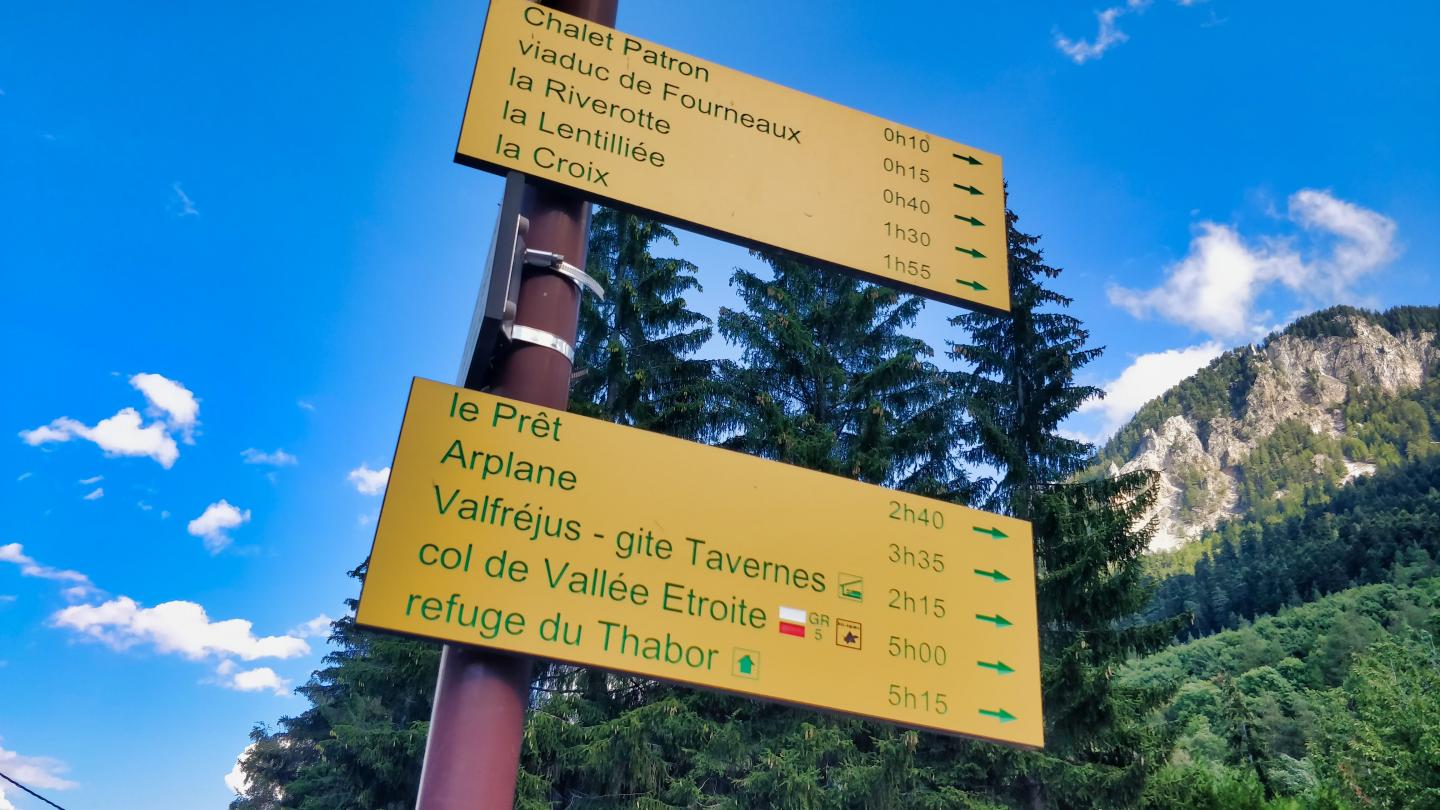 Chalet Patron 0h10
viaduc de Fourneaux 0h15
la Riverotte 0h40
la Lentilliée 1h30
la Croix 1h55
le Prêt 2h40
Arplane 3h35
Valfréjus - gite Tavernes 2h15
col de Vallée Etroite GR 5 5h00
refuge du Thabor 5h15